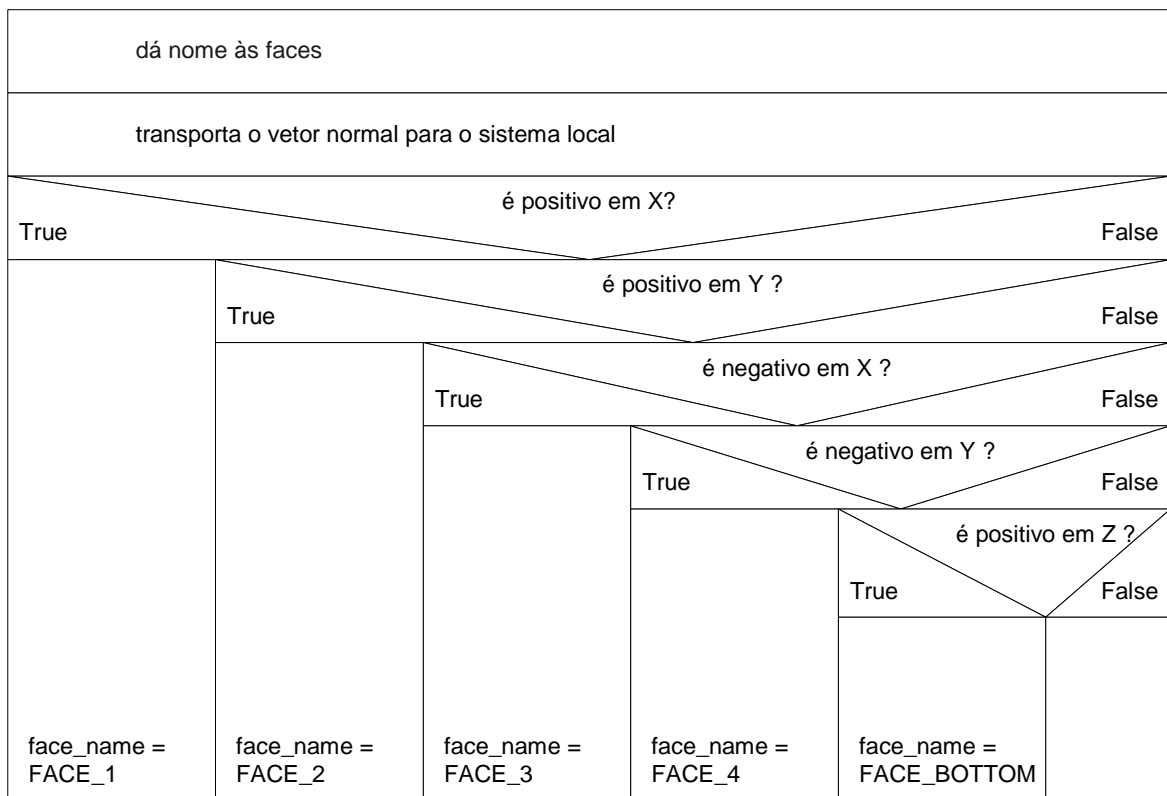 dá nome às faces
transporta o vetor normal para o sistema local
é positivo em X?
True
False
é positivo em Y ?
True
False
é negativo em X ?
True
False
é negativo em Y ?
True
False
é positivo em Z ?
True
False
face_name =
FACE_1
face_name =
FACE_2
face_name =
FACE_3
face_name =
FACE_4
face_name =
FACE_BOTTOM